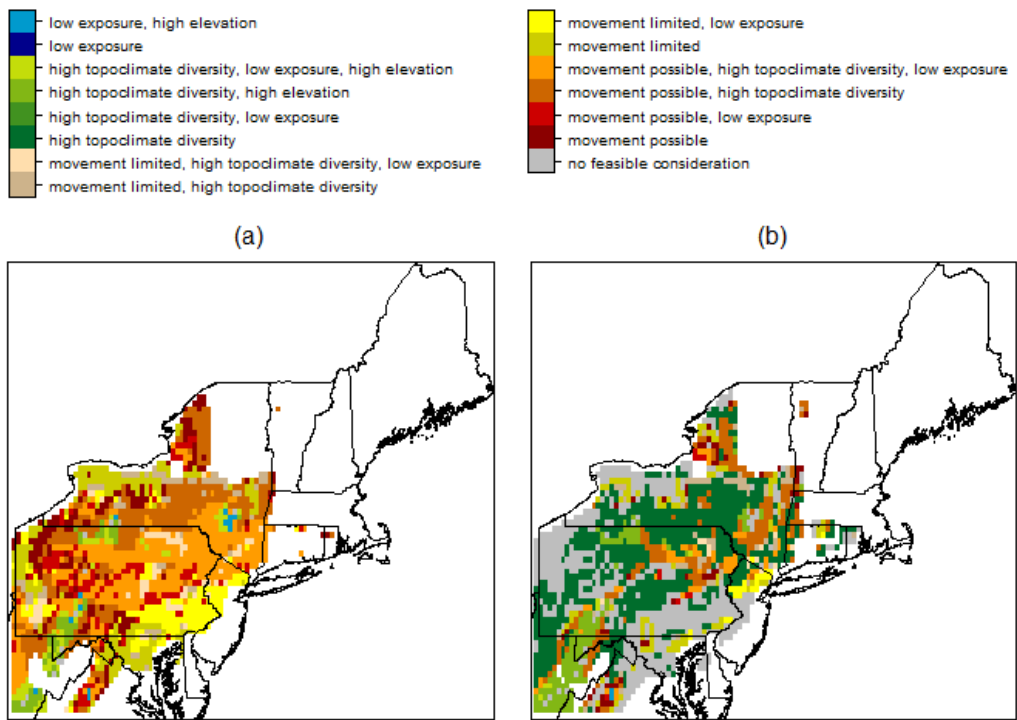 low exposure, high elevation
low exposure
high topoclimate diversity, low exposure, high elevation
high topoclimate diversity, high elevation
high topoclimate diversity, low exposure
high topoclimate diversity
movement limited, high topoclimate diversity, low exposure
movement limited, high topoclimate diversity
movement limited, low exposure
movement limited
movement possible, high topoclimate diversity, low exposure
movement possible, high topoclimate diversity
movement possible, low exposure
movement possible
no feasible consideration
(a)
(b)